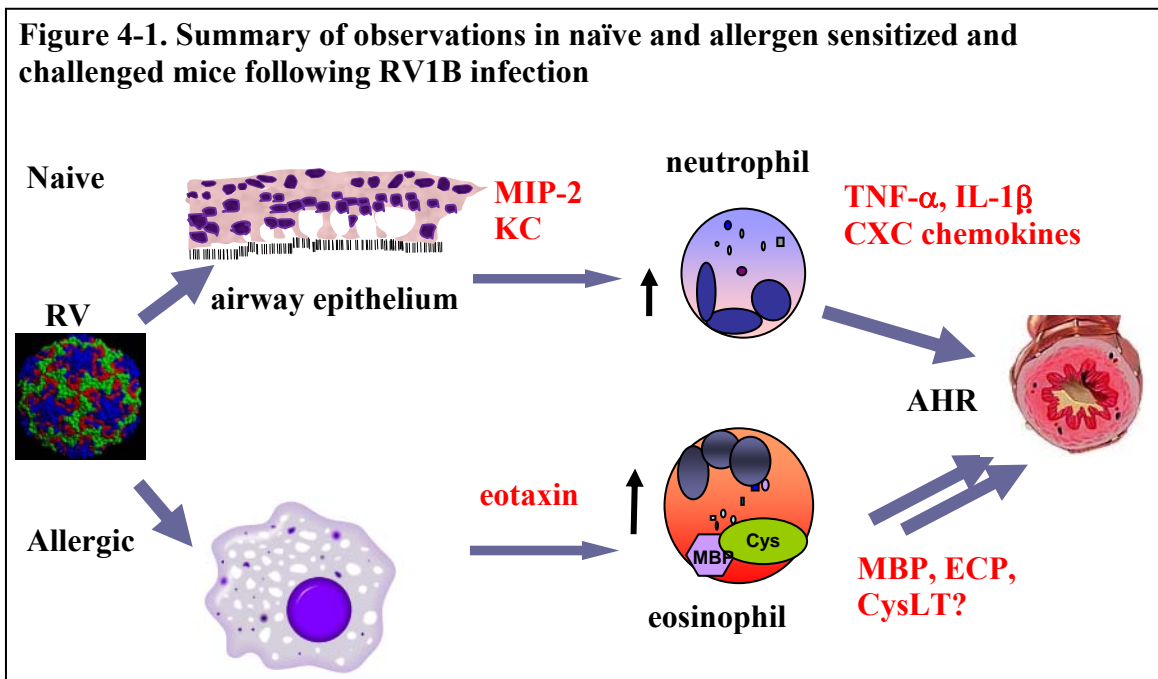 Figure 4-1. Summary of observations in naïve and allergen sensitized and
challenged mice following RV1B infection
Naive
MIP-2
KC
airway epithelium
neutrophil
TNF-α, IL-1β
CXC chemokines
RV
AHR
Allergic
eotaxin
MBP
Cys
eosinophil
MBP, ECP,
CysLT?